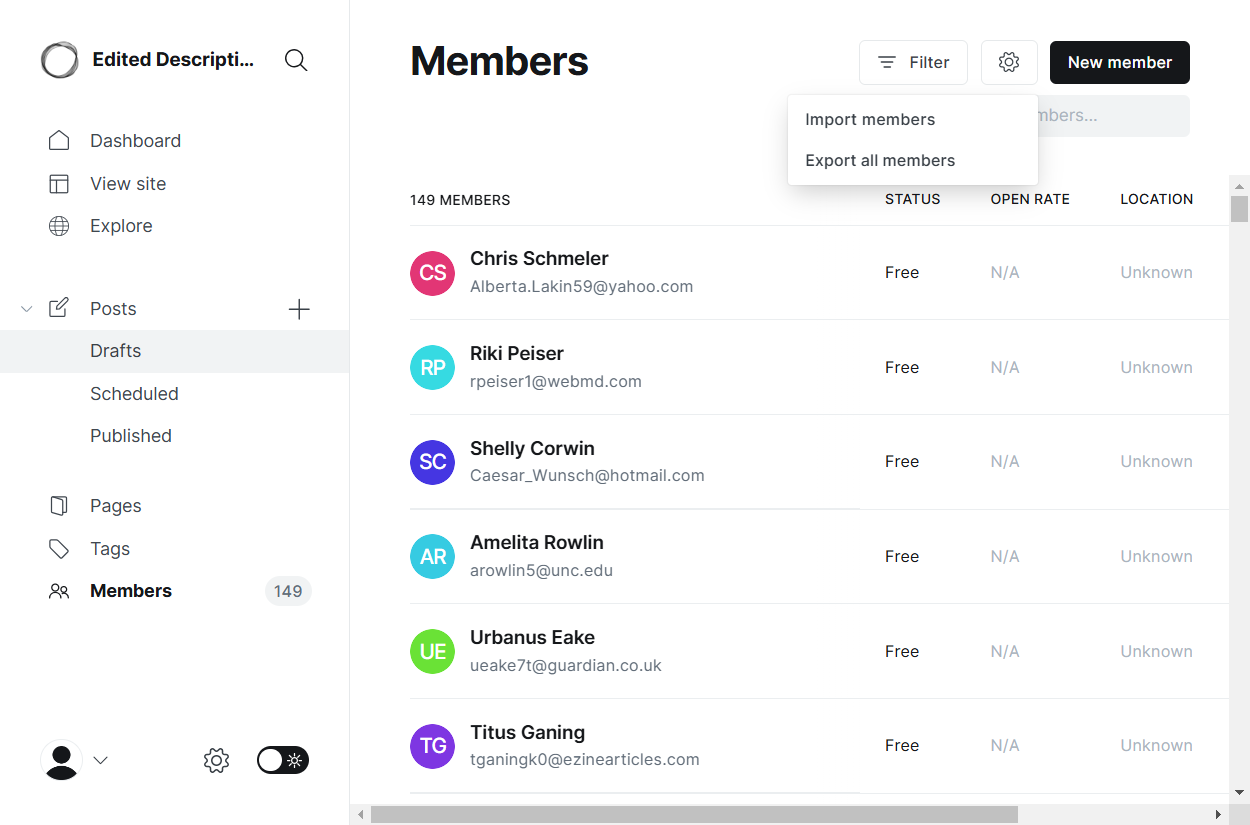 Edited Descripti...
Dashboard
View site
Explore
Posts
Drafts
Scheduled
Published
Pages
Tags
Members 149
Members
Filter
New member
Import members
Export all members
149 MEMBERS STATUS OPEN RATE LOCATION
CS Chris Schmeler
Alberta.Lakin59@yahoo.com
Free N/A Unknown
RP Riki Peiser
rpeiser1@webmd.com
Free N/A Unknown
SC Shelly Corwin
Caesar_Wunsch@hotmail.com
Free N/A Unknown
AR Amelita Rowlin
arowlin5@unc.edu
Free N/A Unknown
UE Urbanus Eake
ueake7t@guardian.co.uk
Free N/A Unknown
TG Titus Ganing
tganingk0@ezinearticles.com
Free N/A Unknown